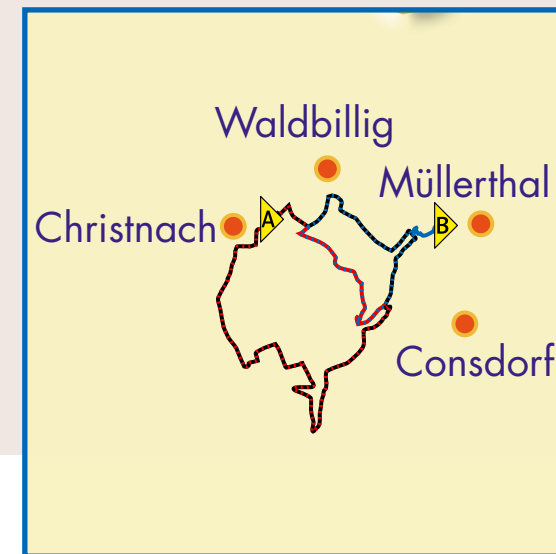 Waldbillig
Müllerthal
Christnach
A
B
Consdorf